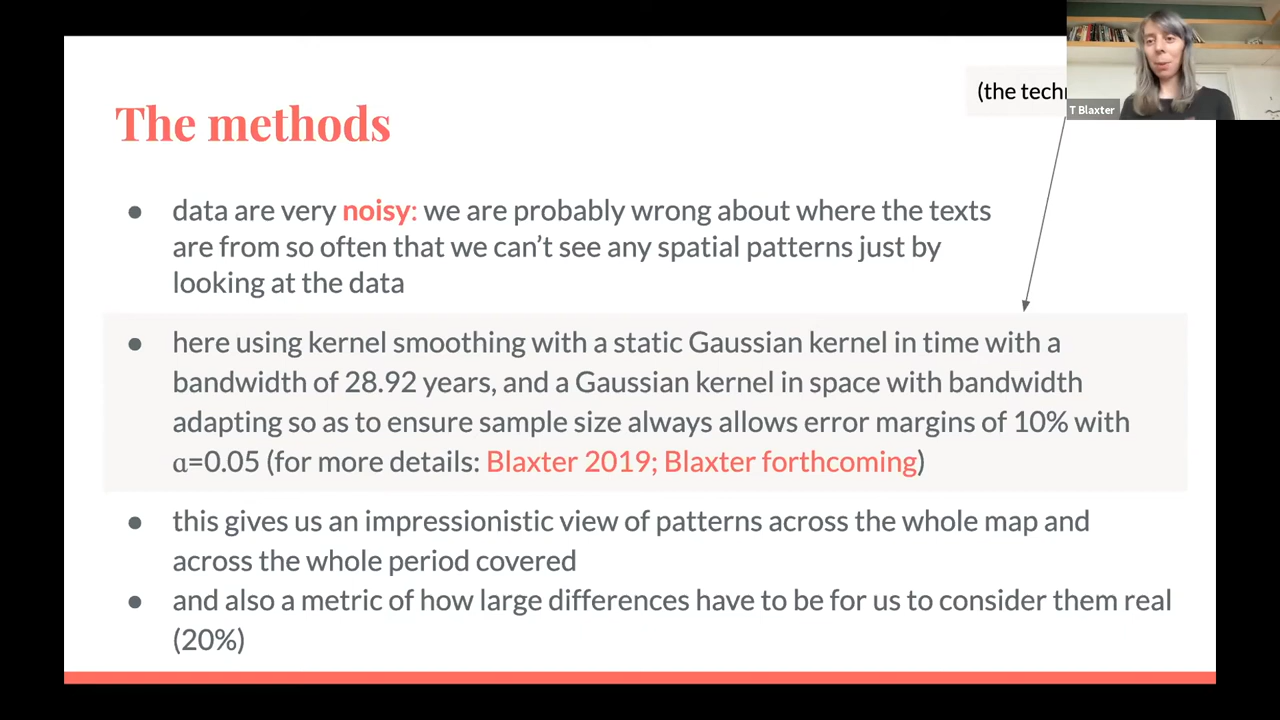 (the tech
T Blaxter
The methods
● data are very noisy: we are probably wrong about where the texts
are from so often that we can’t see any spatial patterns just by
looking at the data
● here using kernel smoothing with a static Gaussian kernel in time with a
bandwidth of 28.92 years, and a Gaussian kernel in space with bandwidth
adapting so as to ensure sample size always allows error margins of 10% with
ɑ=0.05 (for more details: Blaxter 2019; Blaxter forthcoming)
● this gives us an impressionistic view of patterns across the whole map and
across the whole period covered
● and also a metric of how large differences have to be for us to consider them real
(20%)